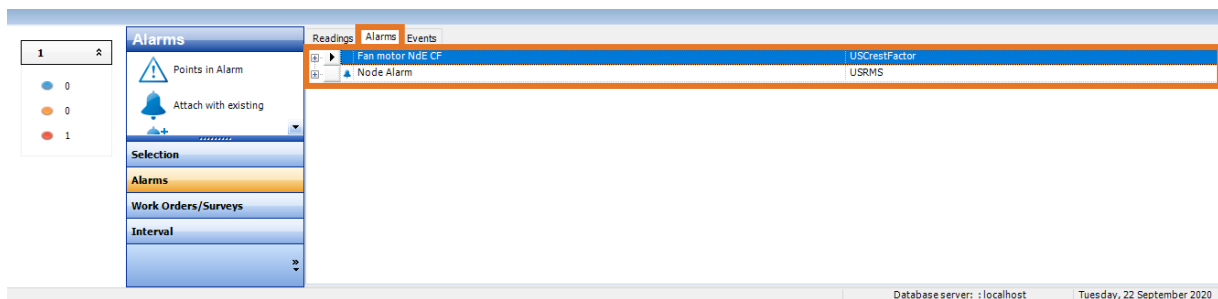 1
0
0
1
Alarms
Points in Alarm
Attach with existing
Selection
Alarms
Work Orders/Surveys
Interval
Readings Alarms Events
Fan motor NdE CF USCrestFactor
Node Alarm USRMS
Database server: : localhost Tuesday, 22 September 2020